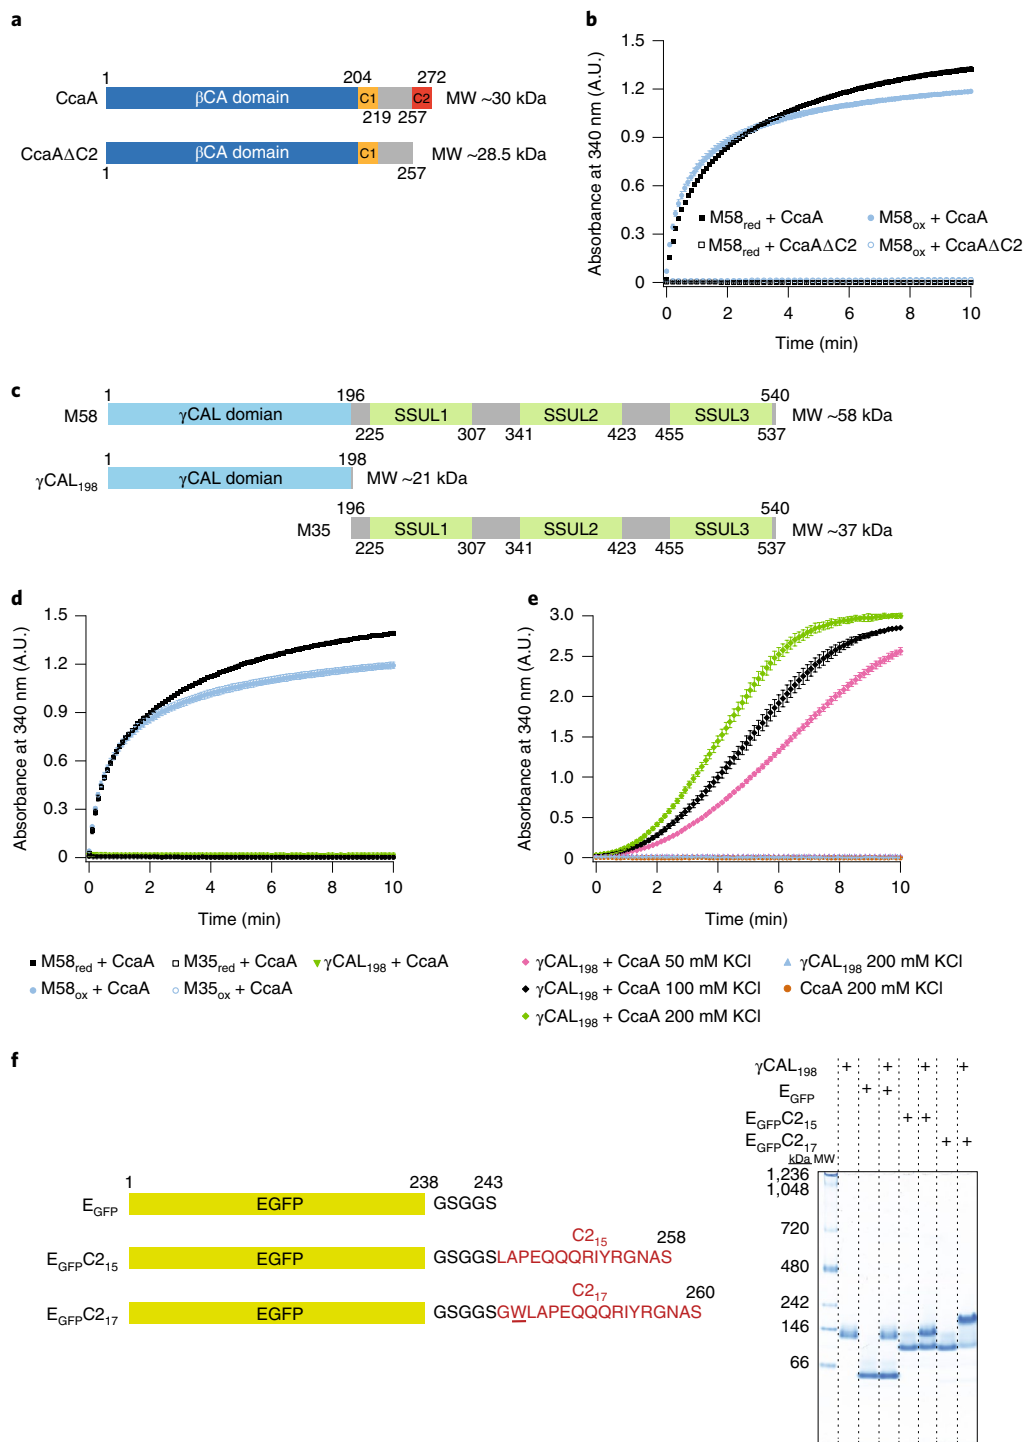 a
1 204 272
CcaA βCA domain C1 C2 MW ~30 kDa
219 257
CcaAΔC2 βCA domain C1 MW ~28.5 kDa
1 257
b
Absorbance at 340 nm (A.U.)
1.5
1.2
0.9
0.6
0.3
0
M58red + CcaA M58ox + CcaA
M58red + CcaAΔC2 M58ox + CcaAΔC2
0 2 4 6 8 10
Time (min)
c
1 196 540
M58 γCAL domian SSUL1 SSUL2 SSUL3 MW ~58 kDa
225 307 341 423 455 537
1 198
γCAL198 γCAL domian MW ~21 kDa
196 540
M35 SSUL1 SSUL2 SSUL3 MW ~37 kDa
225 307 341 423 455 537
d
Absorbance at 340 nm (A.U.)
1.5
1.2
0.9
0.6
0.3
0
0 2 4 6 8 10
Time (min)
M58red + CcaA M35red + CcaA γCAL198 + CcaA
M58ox + CcaA M35ox + CcaA
e
Absorbance at 340 nm (A.U.)
3.0
2.5
2.0
1.5
1.0
0.5
0
0 2 4 6 8 10
Time (min)
γCAL198 + CcaA 50 mM KCl γCAL198 200 mM KCl
γCAL198 + CcaA 100 mM KCl CcaA 200 mM KCl
γCAL198 + CcaA 200 mM KCl
f
1 238 243
EGFP EGFP GSGGS
C215 258
EGFPC215 EGFP GSGGSLAPEQQQRIYRGNAS
C217 260
EGFPC217 EGFP GSGGSGWLAPEQQQRIYRGNAS
γCAL198 + + + +
EGFP + +
EGFPC215 + +
EGFPC217 + +
kDa MW
1,236
1,048
720
480
242
146
66